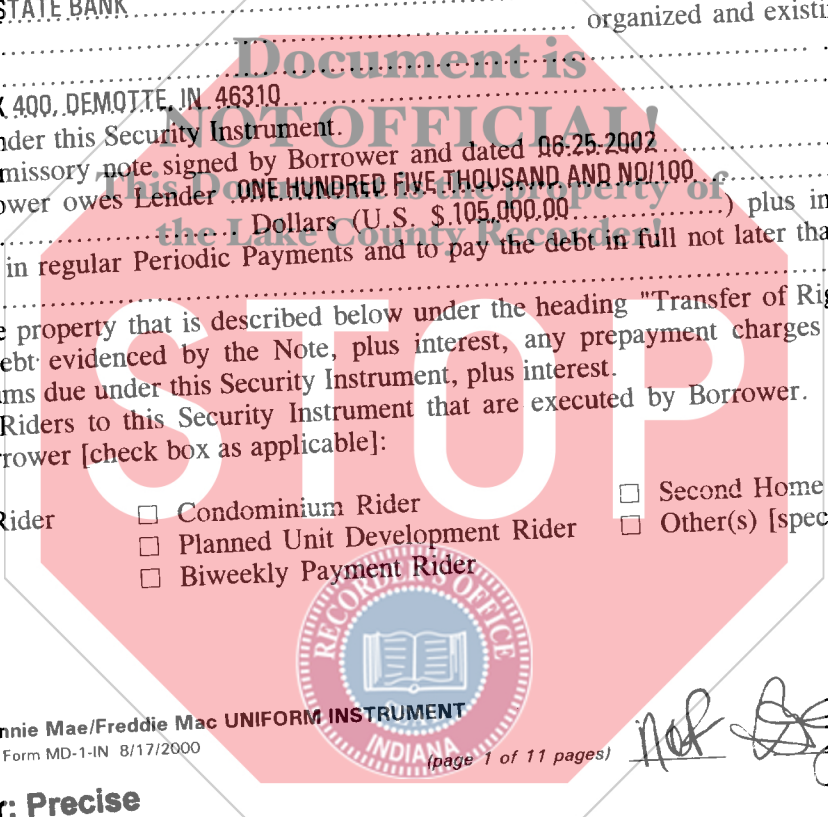 STATE BANK
organized and existi
Document is
400, DEMOTTE, IN 46310
NOT OFFICIAL!
nder this Security Instrument.
missory note signed by Borrower and dated 06-25-2002
This Document is the property of
ower owes Lender ONE HUNDRED FIVE THOUSAND AND NO/100
Dollars (U.S. $ 105,000.00 ) plus in
the Lake County Recorder!
in regular Periodic Payments and to pay the debt in full not later tha
e property that is described below under the heading "Transfer of Rig
ebt evidenced by the Note, plus interest, any prepayment charges
ms due under this Security Instrument, plus interest.
Riders to this Security Instrument that are executed by Borrower.
rower [check box as applicable]:
STOP
Rider
☐ Condominium Rider
☐ Second Home
☐ Planned Unit Development Rider
☐ Other(s) [spec
☐ Biweekly Payment Rider
RECORDER'S OFFICE
INDIANA
nnie Mae/Freddie Mac UNIFORM INSTRUMENT
Form MD-1-IN 8/17/2000
(page 1 of 11 pages)
r: Precise